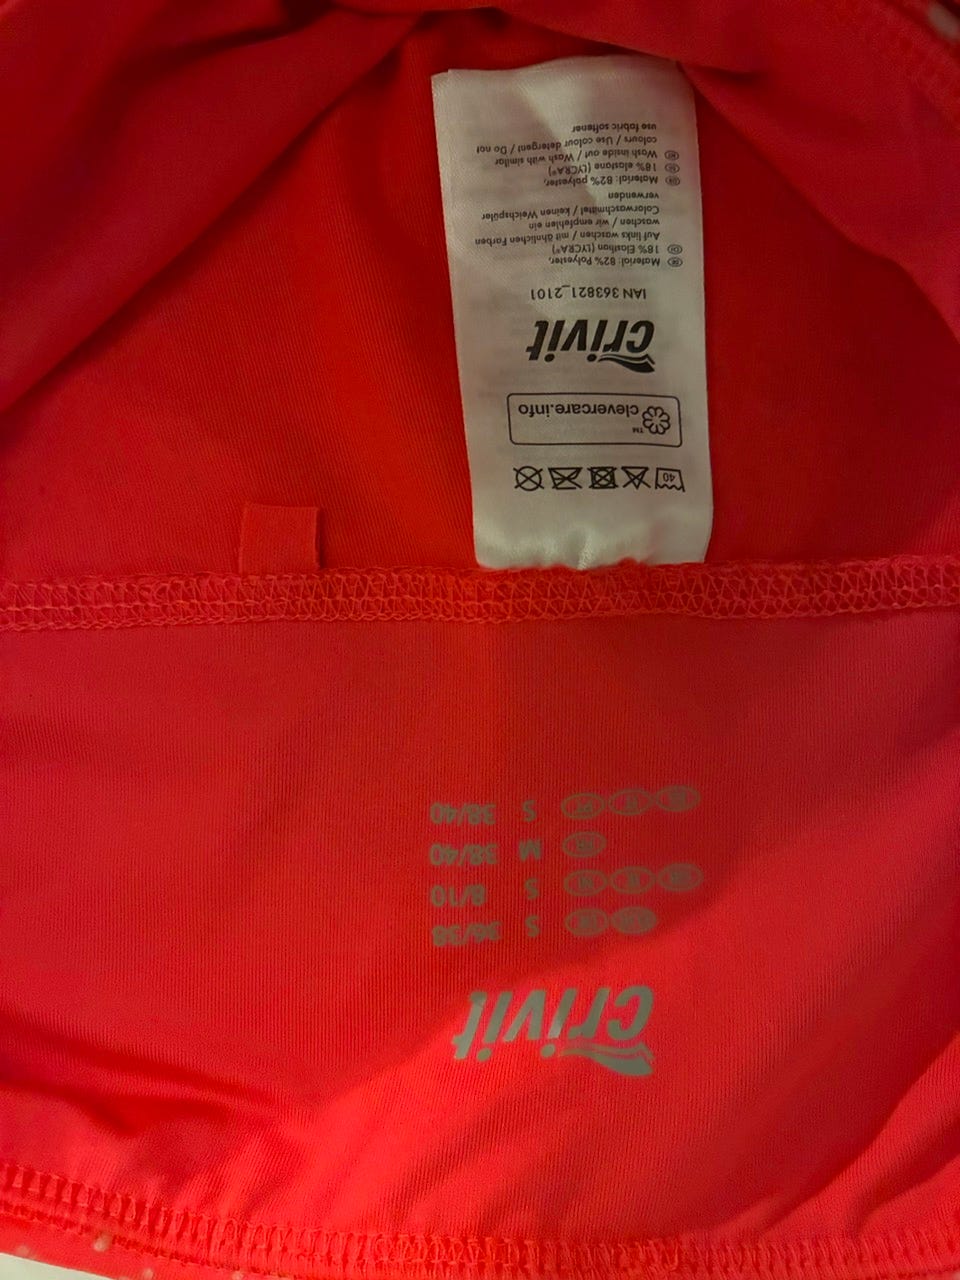 crivit
S 36/38
S 8/10
M 38/40
S 38/40
40
clevercare.info ™
crivit
IAN 363821_2101
Material: 82% Polyester,
18% Elasthan (LYCRA®)
Auf links waschen / mit ähnlichen Farben
waschen / wir empfehlen ein
Colorwaschmittel / keinen Weichspüler
verwenden
Material: 82% polyester,
18% elastane (LYCRA®)
Wash inside out / Wash with similar
colours / Use colour detergent / Do not
use fabric softener